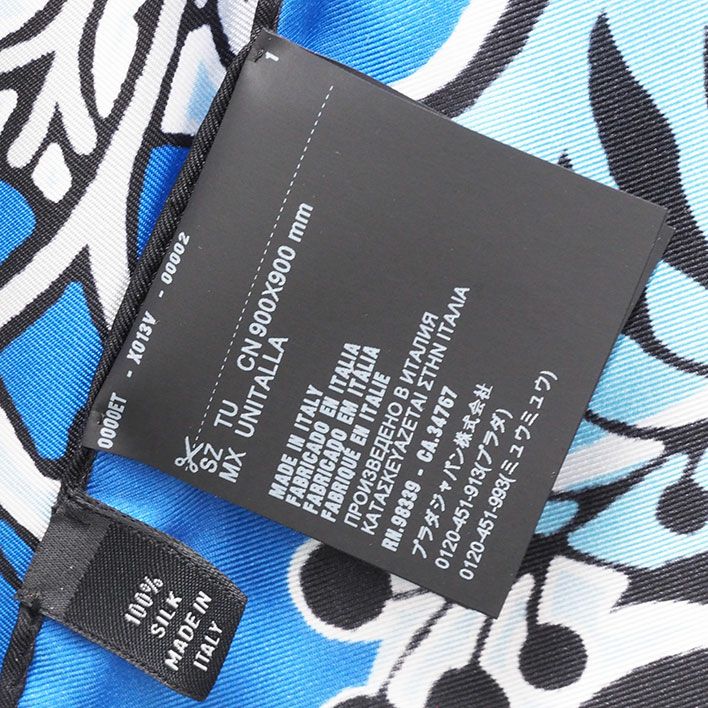 1
0000ET - X013V - 00002
SZ TU CN 900X900 mm
MX UNITALLA
MADE IN ITALY
FABRICADO EN ITALIA
FABRICADO EM ITÁLIA
FABRIQUÉ EN ITALIE
ПРОИЗВЕДЕНО В ИТАЛИЯ
ΚΑΤΑΣΚΕΥΑΖΕΤΑΙ ΣΤΗΝ ΙΤΑΛΙΑ
RN.98339 - CA.34767
プラダジャパン株式会社
0120-451-913(プラダ)
0120-451-993(ミュウミュウ)
100%
SILK
MADE IN
ITALY